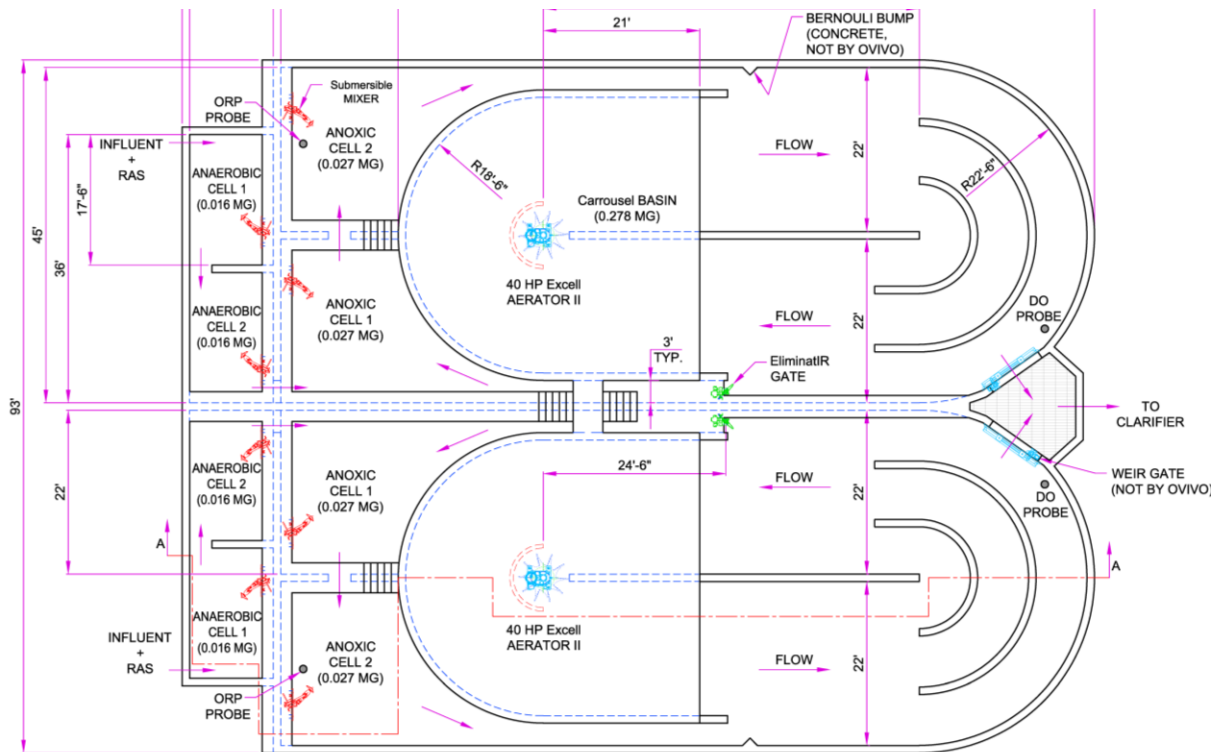 21'
BERNOULI BUMP
(CONCRETE,
NOT BY OVIVO)
Submersible
MIXER
ORP
PROBE
INFLUENT
+
RAS
ANOXIC
CELL 2
(0.027 MG)
ANAEROBIC
CELL 1
(0.016 MG)
17'-6"
45'
36'
93'
R18'-6"
Carrousel BASIN
(0.278 MG)
FLOW
22'
R22'-6"
40 HP Excell
AERATOR II
ANAEROBIC
CELL 2
(0.016 MG)
ANOXIC
CELL 1
(0.027 MG)
FLOW
22'
DO
PROBE
3'
TYP.
EliminatIR
GATE
TO
CLARIFIER
22'
ANAEROBIC
CELL 2
(0.016 MG)
ANOXIC
CELL 1
(0.027 MG)
24'-6"
FLOW
22'
WEIR GATE
(NOT BY OVIVO)
DO
PROBE
A
A
ANAEROBIC
CELL 1
(0.016 MG)
INFLUENT
+
RAS
ANOXIC
CELL 2
(0.027 MG)
40 HP Excell
AERATOR II
FLOW
22'
ORP
PROBE